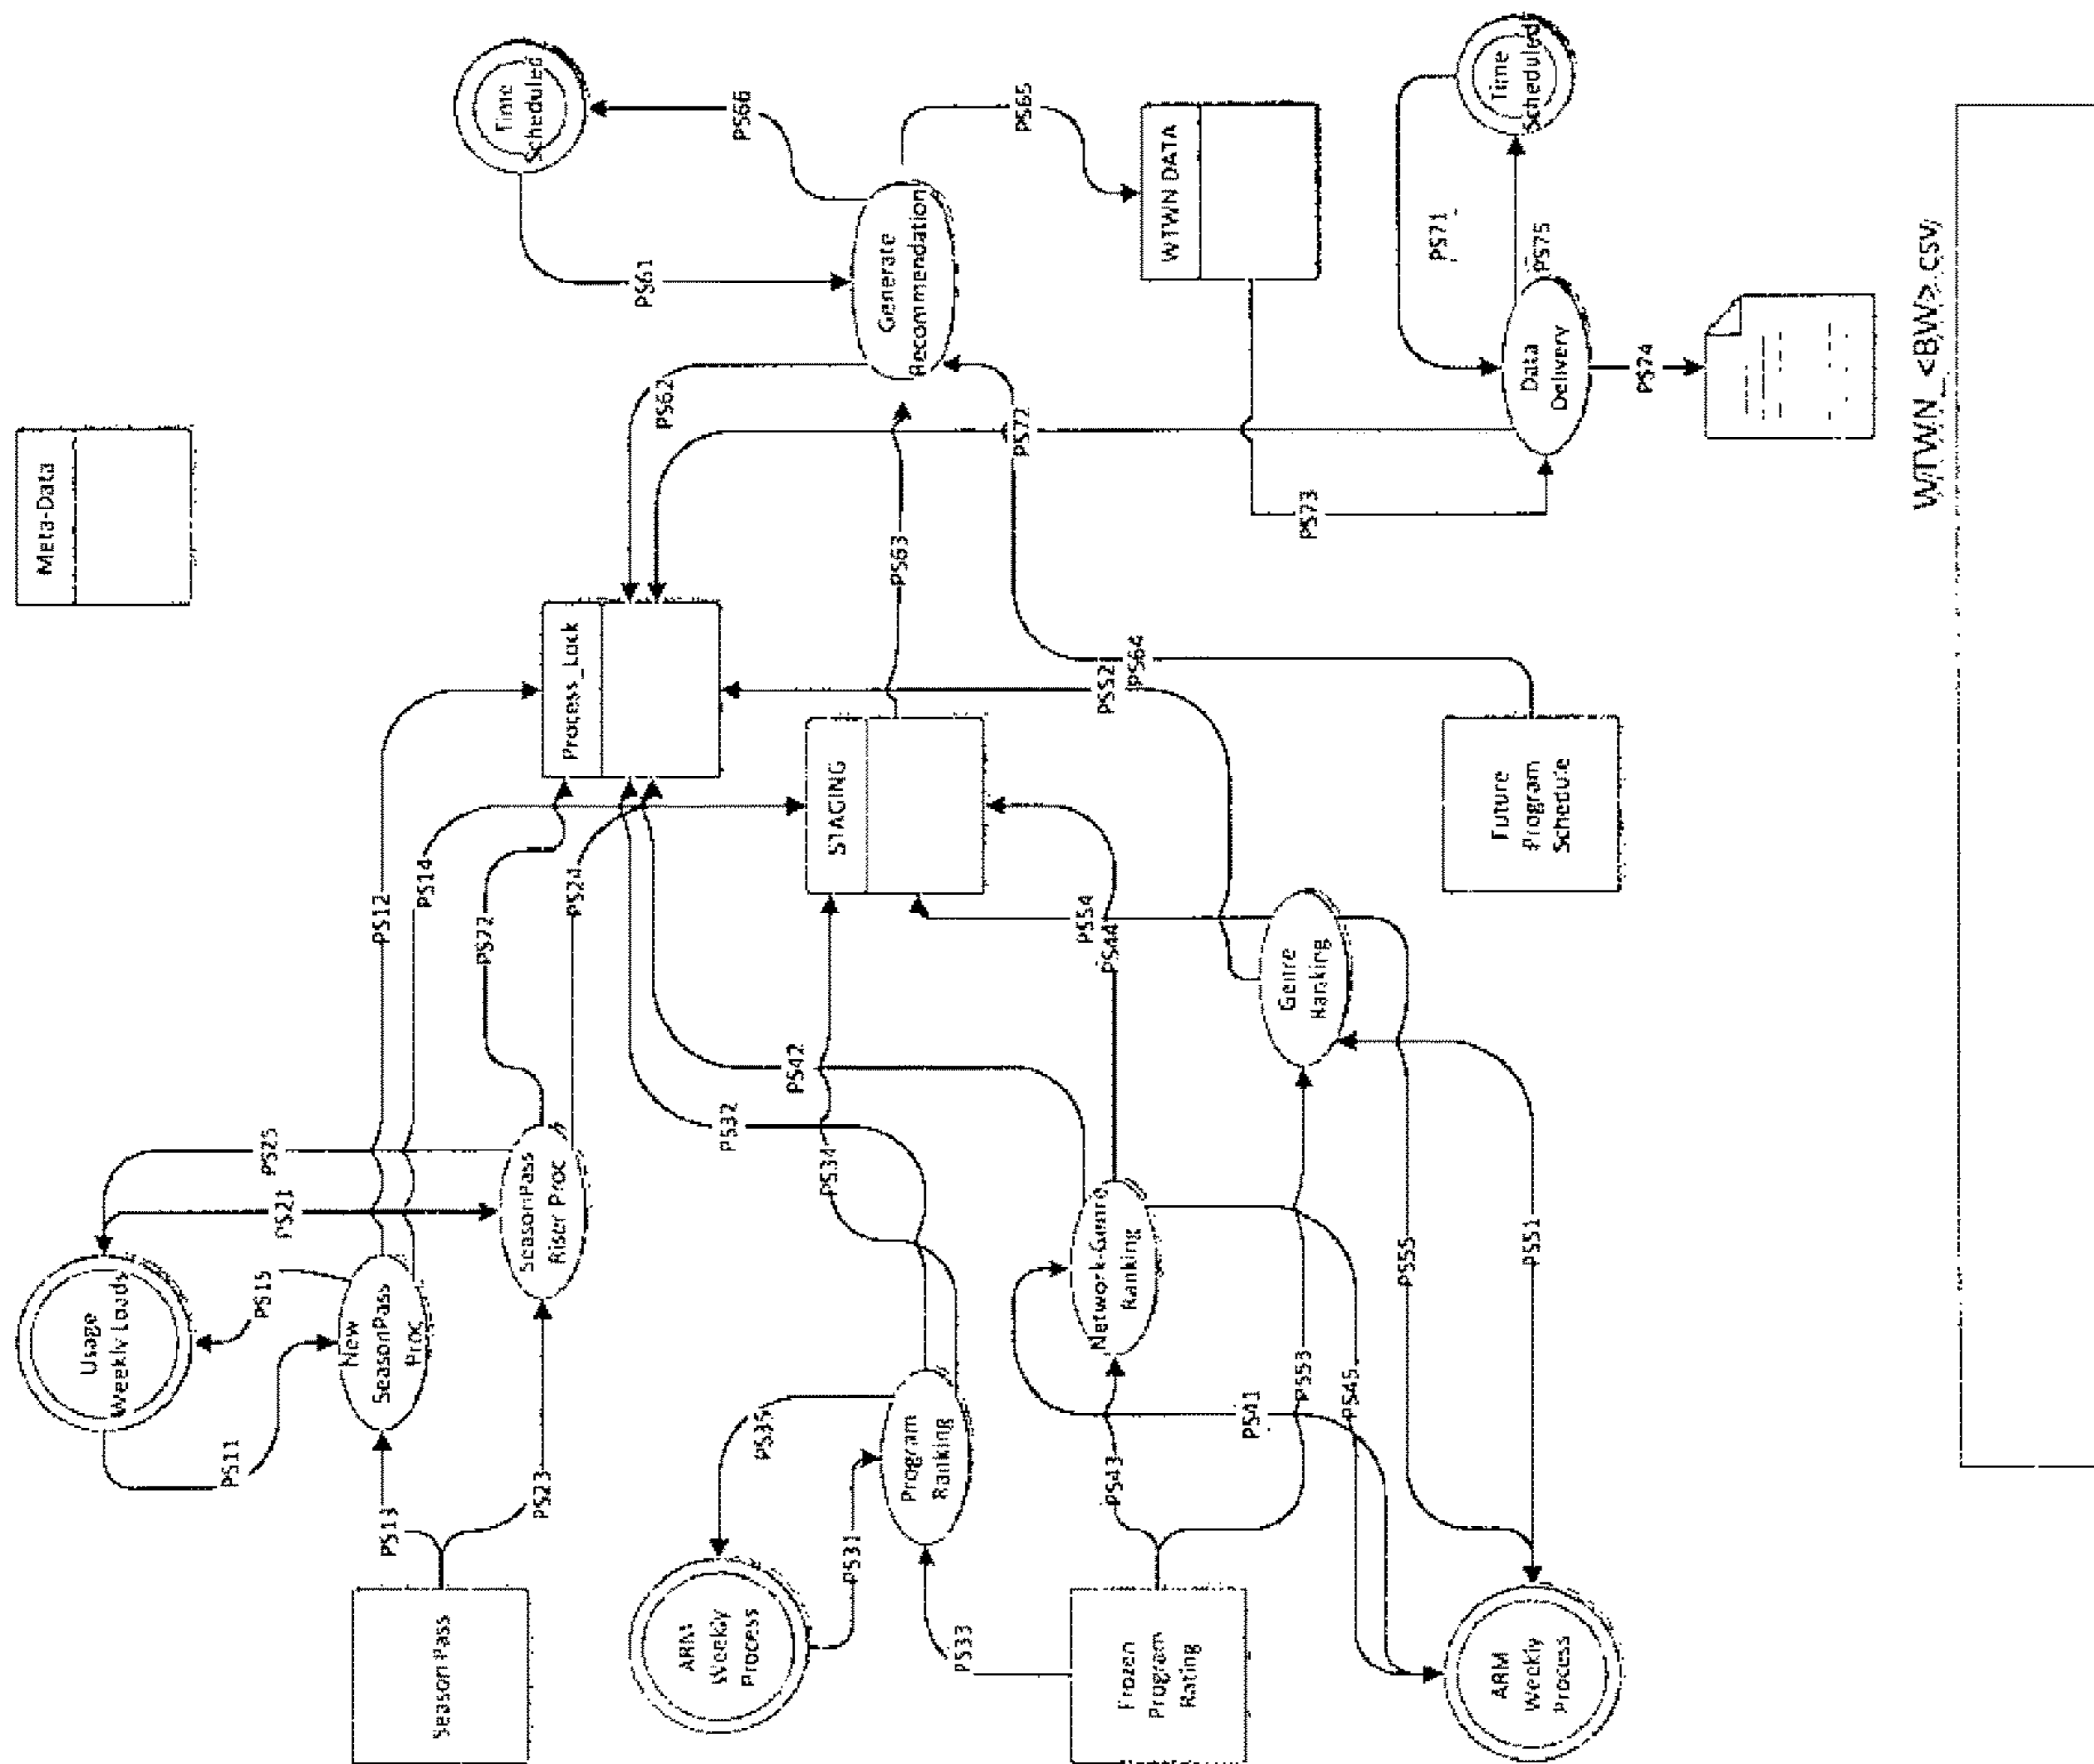 Usage
Weekly Loads
Meta-Data
PS11
PS15
PS21
PS25
New
SeasonPass
Proc
PS13
PS12
PS14
Season Pass
PS23
SeasonPass
Riser Proc
PS22
PS24
Process_Lock
Time
Scheduled
PS61
PS66
PS62
ARM
Weekly
Process
PS35
PS31
PS32
PS42
PS34
STAGING
Program
Ranking
PS33
PS63
Generate
Recommendation
PS65
PS72
Frozen
Program
Rating
PS43
Network-Genre
Ranking
PS44
PS54
PS52
PS64
WTWN DATA
PS41
PS53
PS45
Genre
Ranking
PS73
PS55
PS51
PS71
PS75
Time
Scheduled
ARM
Weekly
Process
Future
Program
Schedule
Data
Delivery
PS74
WTWN_<BW>.csv